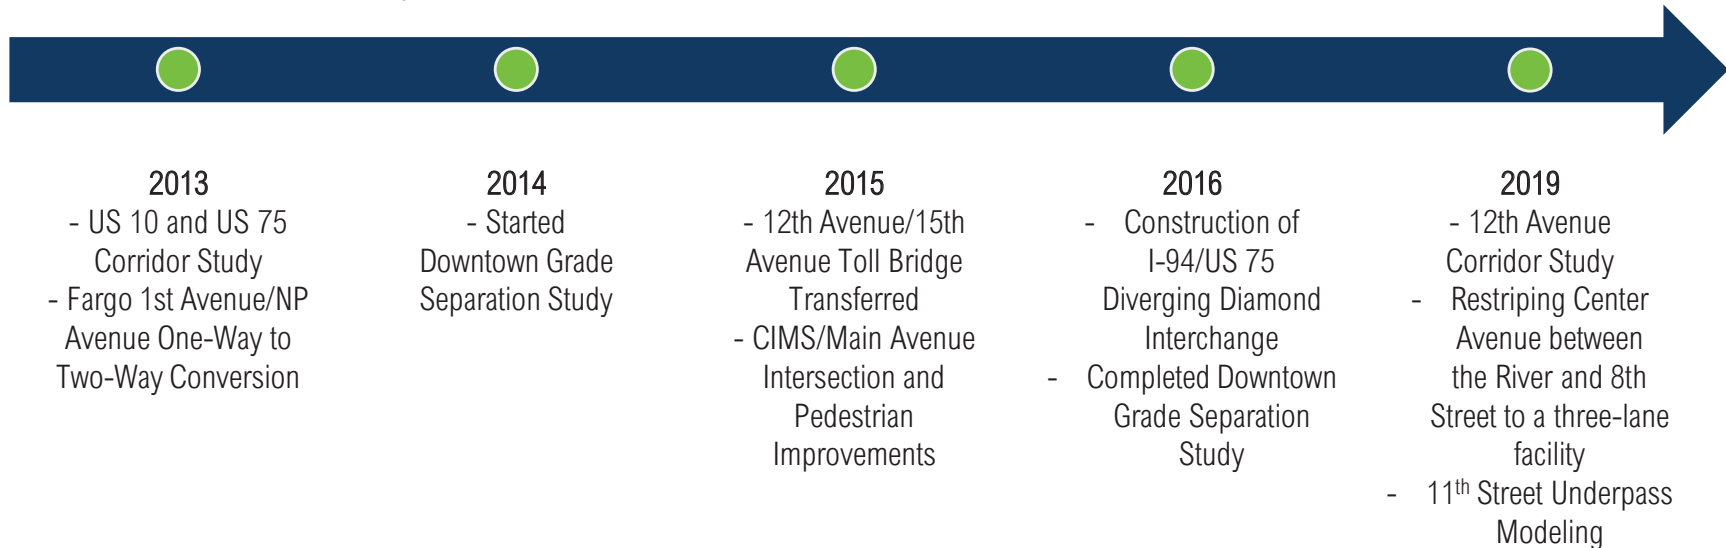 2013
- US 10 and US 75
Corridor Study
- Fargo 1st Avenue/NP
Avenue One-Way to
Two-Way Conversion
2014
- Started
Downtown Grade
Separation Study
2015
- 12th Avenue/15th
Avenue Toll Bridge
Transferred
- CIMS/Main Avenue
Intersection and
Pedestrian
Improvements
2016
- Construction of
I-94/US 75
Diverging Diamond
Interchange
- Completed Downtown
Grade Separation
Study
2019
- 12th Avenue
Corridor Study
- Restriping Center
Avenue between
the River and 8th
Street to a three-lane
facility
- 11th Street Underpass
Modeling